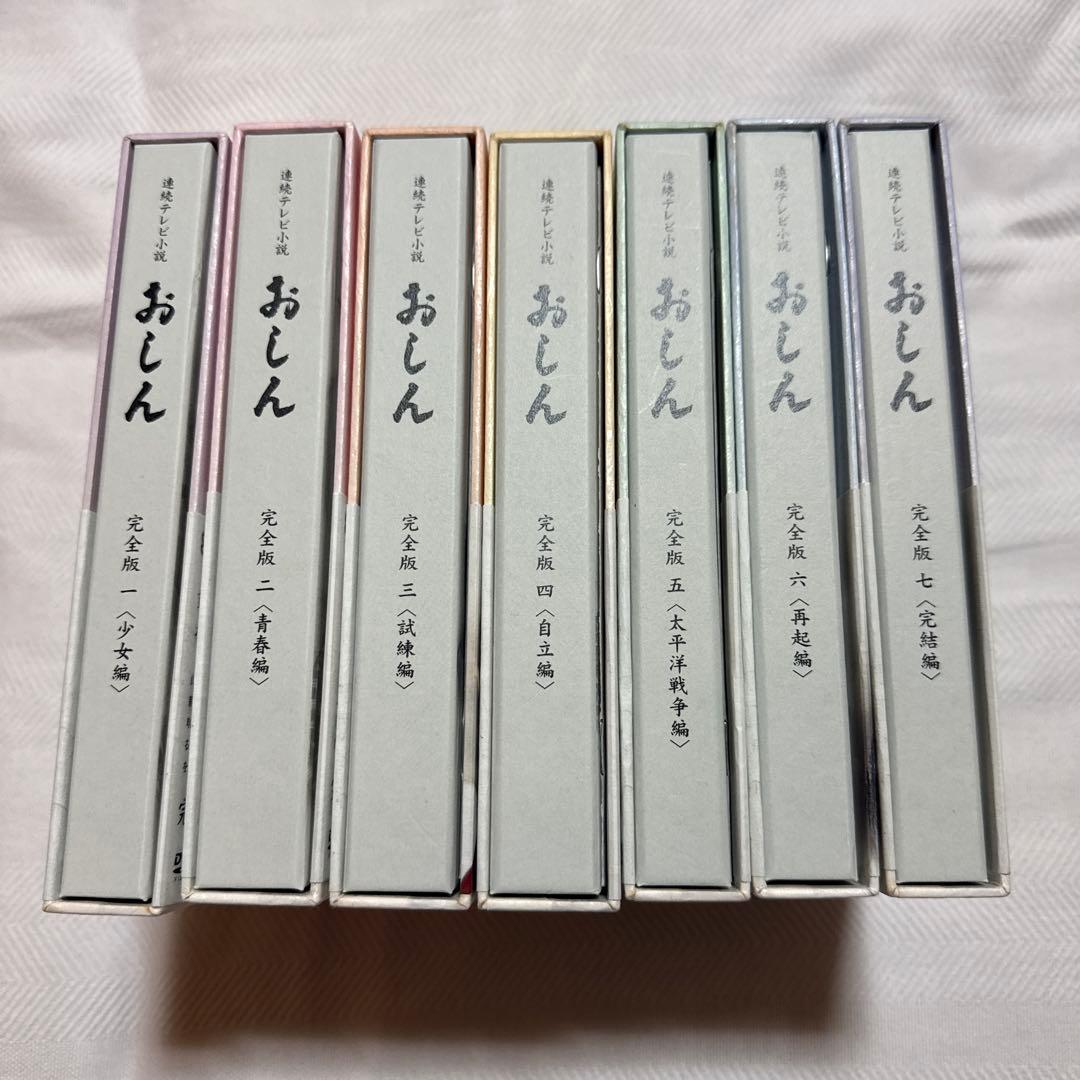 連続テレビ小説
おしん
完全版 一〈少女編〉
連続テレビ小説
おしん
完全版 二〈青春編〉
連続テレビ小説
おしん
完全版 三〈試練編〉
連続テレビ小説
おしん
完全版 四〈自立編〉
連続テレビ小説
おしん
完全版 五〈太平洋戦争編〉
連続テレビ小説
おしん
完全版 六〈再起編〉
連続テレビ小説
おしん
完全版 七〈完結編〉